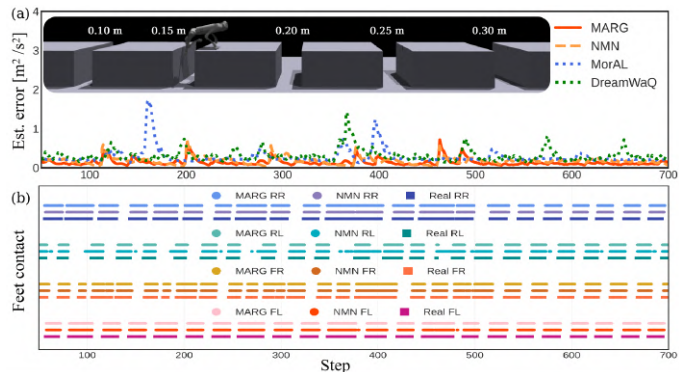 (a)
0.10 m 0.15 m 0.20 m 0.25 m 0.30 m
MARG
NMN
MorAL
DreamWaQ
Est. error [m² /s²]
4
3
2
1
0
100 200 300 400 500 600 700
(b)
MARG RR NMN RR Real RR
MARG RL NMN RL Real RL
MARG FR NMN FR Real FR
MARG FL NMN FL Real FL
Feet contact
100 200 300 400 500 600 700
Step